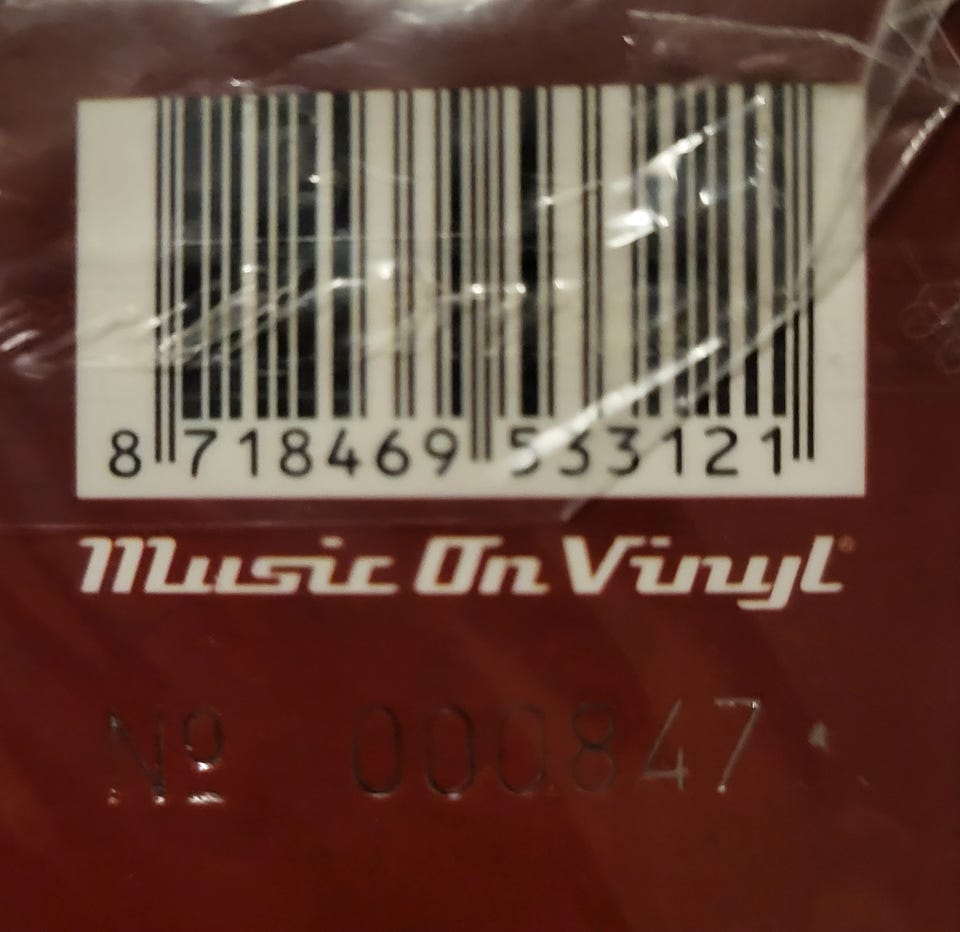 8 718469 533121
Music On Vinyl®
Nº 000847